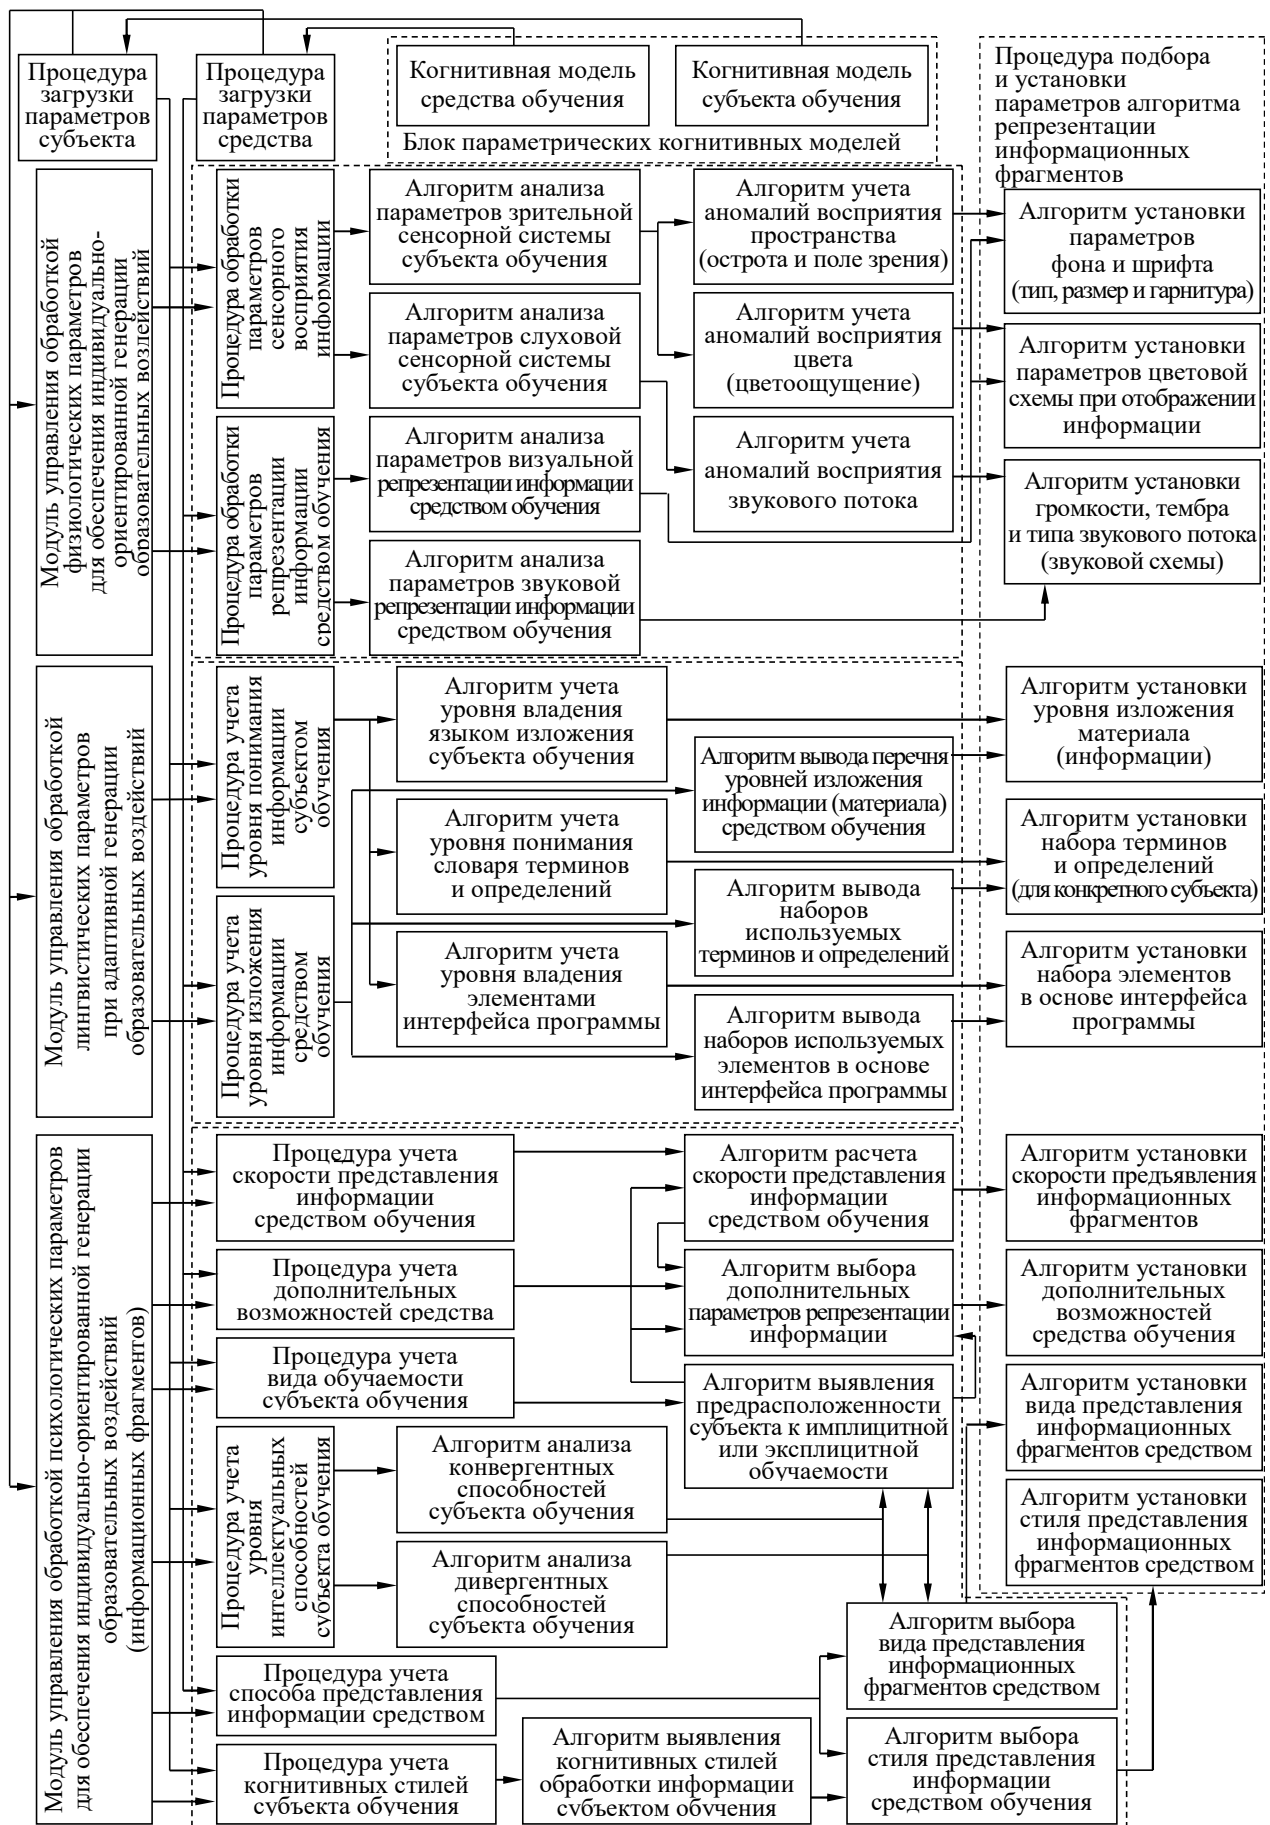 Процедура
загрузки
параметров
субъекта
Процедура
загрузки
параметров
средства
Когнитивная модель
средства обучения
Когнитивная модель
субъекта обучения
Блок параметрических когнитивных моделей
Процедура подбора
и установки
параметров алгоритма
репрезентации
информационных
фрагментов
Модуль управления обработкой
физиологических параметров
для обеспечения индивидуально-
ориентированной генерации
образовательных воздействий
Процедура обработки
параметров
сенсорного
восприятия
информации
Алгоритм анализа
параметров зрительной
сенсорной системы
субъекта обучения
Алгоритм учета
аномалий восприятия
пространства
(острота и поле зрения)
Алгоритм установки
параметров
фона и шрифта
(тип, размер и гарнитура)
Алгоритм анализа
параметров слуховой
сенсорной системы
субъекта обучения
Алгоритм учета
аномалий восприятия
цвета
(цветоощущение)
Алгоритм установки
параметров цветовой
схемы при отображении
информации
Процедура обработки
параметров
репрезентации
информации
средством обучения
Алгоритм анализа
параметров визуальной
репрезентации информации
средством обучения
Алгоритм учета
аномалий восприятия
звукового потока
Алгоритм установки
громкости, тембра
и типа звукового потока
(звуковой схемы)
Алгоритм анализа
параметров звуковой
репрезентации информации
средством обучения
Модуль управления обработкой
лингвистических параметров
при адаптивной генерации
образовательных воздействий
Процедура учета
уровня понимания
информации
субъектом
обучения
Алгоритм учета
уровня владения
языком изложения
субъекта обучения
Алгоритм установки
уровня изложения
материала
(информации)
Алгоритм вывода перечня
уровней изложения
информации (материала)
средством обучения
Алгоритм учета
уровня понимания
словаря терминов
и определений
Алгоритм установки
набора терминов
и определений
(для конкретного субъекта)
Процедура учета
уровня изложения
информации
средством
обучения
Алгоритм вывода
наборов
используемых
терминов и определений
Алгоритм учета
уровня владения
элементами
интерфейса программы
Алгоритм установки
набора элементов
в основе интерфейса
программы
Алгоритм вывода
наборов используемых
элементов в основе
интерфейса программы
Модуль управления обработкой психологических параметров
для обеспечения индивидуально-ориентированной генерации
образовательных воздействий
(информационных фрагментов)
Процедура учета
скорости представления
информации
средством обучения
Алгоритм расчета
скорости представления
информации
средством обучения
Алгоритм установки
скорости предъявления
информационных
фрагментов
Процедура учета
дополнительных
возможностей средства
Алгоритм выбора
дополнительных
параметров репрезентации
информации
Алгоритм установки
дополнительных
возможностей
средства обучения
Процедура учета
вида обучаемости
субъекта обучения
Алгоритм выявления
предрасположенности
субъекта к имплицитной
или эксплицитной
обучаемости
Алгоритм установки
вида представления
информационных
фрагментов средством
Процедура учета
уровня
интеллектуальных
способностей
субъекта обучения
Алгоритм анализа
конвергентных
способностей
субъекта обучения
Алгоритм установки
стиля представления
информационных
фрагментов средством
Алгоритм анализа
дивергентных
способностей
субъекта обучения
Алгоритм выбора
вида представления
информационных
фрагментов средством
Процедура учета
способа представления
информации средством
Процедура учета
когнитивных стилей
субъекта обучения
Алгоритм выявления
когнитивных стилей
обработки информации
субъектом обучения
Алгоритм выбора
стиля представления
информации
средством обучения